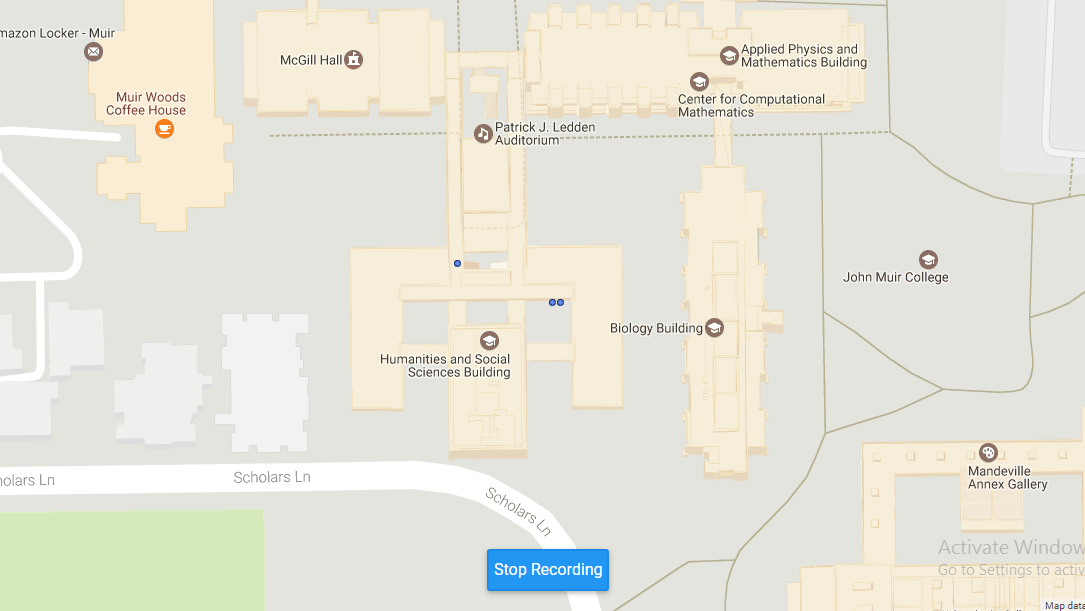 mazon Locker - Muir
McGill Hall
Applied Physics and
Mathematics Building
Muir Woods
Coffee House
Center for Computational
Mathematics
Patrick J. Ledden
Auditorium
John Muir College
Biology Building
Humanities and Social
Sciences Building
Mandeville
Annex Gallery
Scholars Ln
holars Ln
Scholars Ln
Activate Window
Go to Settings to activ
Stop Recording
Map data